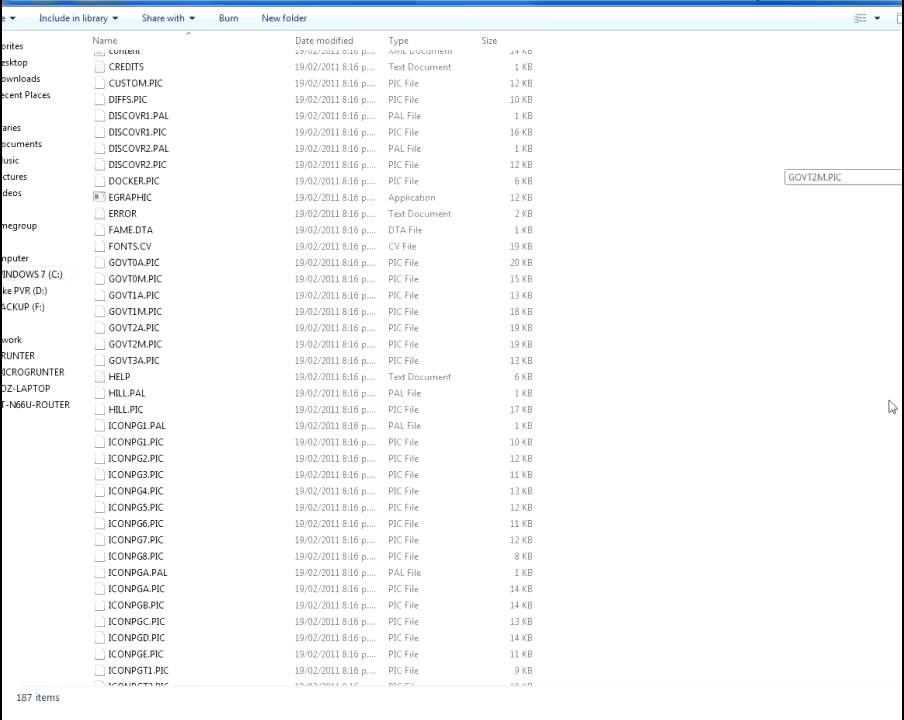 e Include in library Share with Burn New folder
Name Date modified Type Size
content 19/02/2011 8:16 p.... XML Document 14 KB
CREDITS 19/02/2011 8:16 p.... Text Document 1 KB
CUSTOM.PIC 19/02/2011 8:16 p.... PIC File 12 KB
DIFFS.PIC 19/02/2011 8:16 p.... PIC File 10 KB
DISCOVR1.PAL 19/02/2011 8:16 p.... PAL File 1 KB
DISCOVR1.PIC 19/02/2011 8:16 p.... PIC File 16 KB
DISCOVR2.PAL 19/02/2011 8:16 p.... PAL File 1 KB
DISCOVR2.PIC 19/02/2011 8:16 p.... PIC File 12 KB
DOCKER.PIC 19/02/2011 8:16 p.... PIC File 6 KB
EGRAPHIC 19/02/2011 8:16 p.... Application 12 KB
ERROR 19/02/2011 8:16 p.... Text Document 2 KB
FAME.DTA 19/02/2011 8:16 p.... DTA File 1 KB
FONTS.CV 19/02/2011 8:16 p.... CV File 19 KB
GOVT0A.PIC 19/02/2011 8:16 p.... PIC File 20 KB
GOVT0M.PIC 19/02/2011 8:16 p.... PIC File 15 KB
GOVT1A.PIC 19/02/2011 8:16 p.... PIC File 13 KB
GOVT1M.PIC 19/02/2011 8:16 p.... PIC File 18 KB
GOVT2A.PIC 19/02/2011 8:16 p.... PIC File 19 KB
GOVT2M.PIC 19/02/2011 8:16 p.... PIC File 19 KB
GOVT3A.PIC 19/02/2011 8:16 p.... PIC File 13 KB
HELP 19/02/2011 8:16 p.... Text Document 6 KB
HILL.PAL 19/02/2011 8:16 p.... PAL File 1 KB
HILL.PIC 19/02/2011 8:16 p.... PIC File 17 KB
ICONPG1.PAL 19/02/2011 8:16 p.... PAL File 1 KB
ICONPG1.PIC 19/02/2011 8:16 p.... PIC File 10 KB
ICONPG2.PIC 19/02/2011 8:16 p.... PIC File 12 KB
ICONPG3.PIC 19/02/2011 8:16 p.... PIC File 11 KB
ICONPG4.PIC 19/02/2011 8:16 p.... PIC File 13 KB
ICONPG5.PIC 19/02/2011 8:16 p.... PIC File 12 KB
ICONPG6.PIC 19/02/2011 8:16 p.... PIC File 11 KB
ICONPG7.PIC 19/02/2011 8:16 p.... PIC File 12 KB
ICONPG8.PIC 19/02/2011 8:16 p.... PIC File 8 KB
ICONPGA.PAL 19/02/2011 8:16 p.... PAL File 1 KB
ICONPGA.PIC 19/02/2011 8:16 p.... PIC File 14 KB
ICONPGB.PIC 19/02/2011 8:16 p.... PIC File 14 KB
ICONPGC.PIC 19/02/2011 8:16 p.... PIC File 13 KB
ICONPGD.PIC 19/02/2011 8:16 p.... PIC File 14 KB
ICONPGE.PIC 19/02/2011 8:16 p.... PIC File 11 KB
ICONPGT1.PIC 19/02/2011 8:16 p.... PIC File 9 KB
orites
esktop
ownloads
ecent Places
aries
ocuments
usic
ctures
deos
megroup
mputer
INDOWS 7 (C:)
ke PVR (D:)
ACKUP (F:)
work
RUNTER
ICROGRUNTER
OZ-LAPTOP
T-N66U-ROUTER
GOVT2M.PIC
187 items